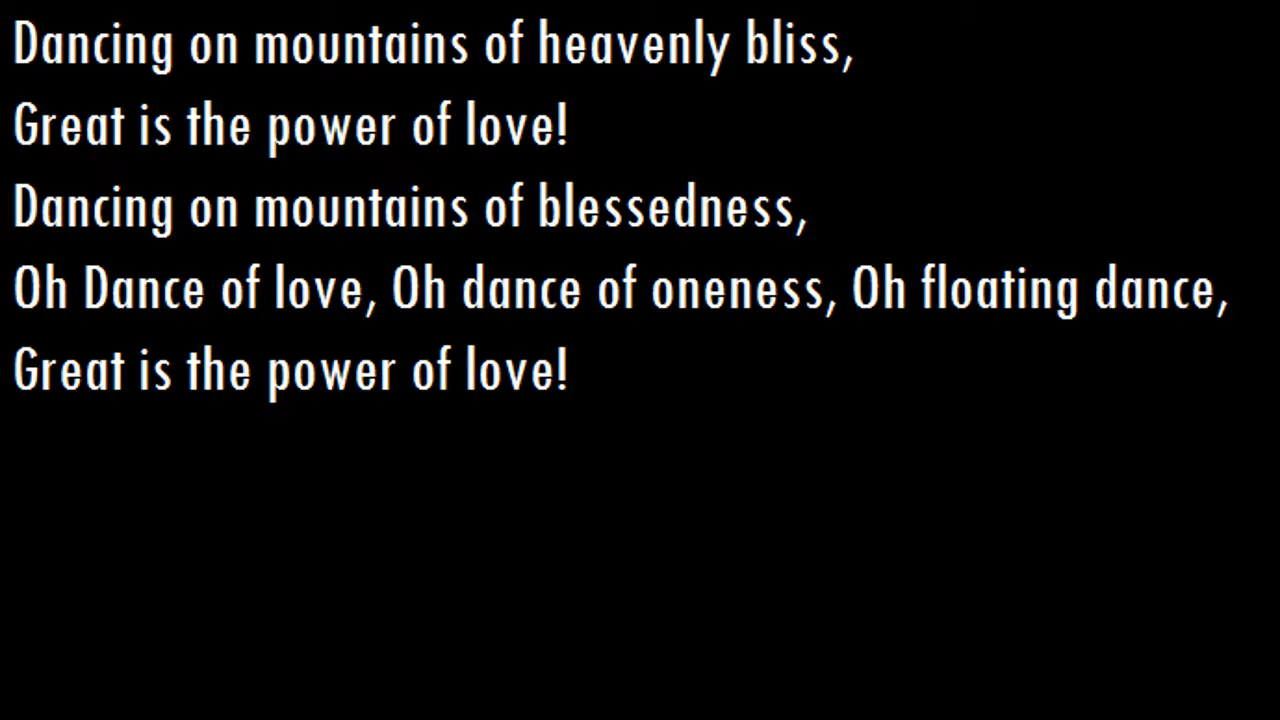 Dancing on mountains of heavenly bliss,
Great is the power of love!
Dancing on mountains of blessedness,
Oh Dance of love, Oh dance of oneness, Oh floating dance,
Great is the power of love!